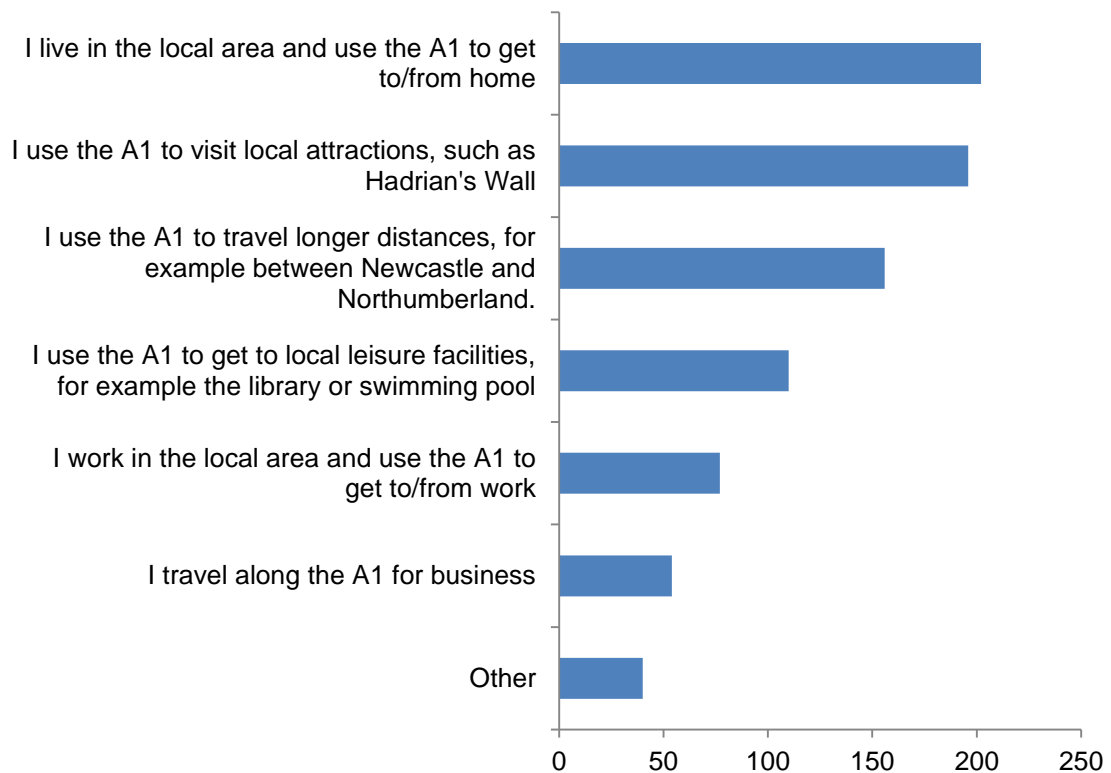 I live in the local area and use the A1 to get
to/from home
I use the A1 to visit local attractions, such as
Hadrian's Wall
I use the A1 to travel longer distances, for
example between Newcastle and
Northumberland.
I use the A1 to get to local leisure facilities,
for example the library or swimming pool
I work in the local area and use the A1 to
get to/from work
I travel along the A1 for business
Other
0 50 100 150 200 250